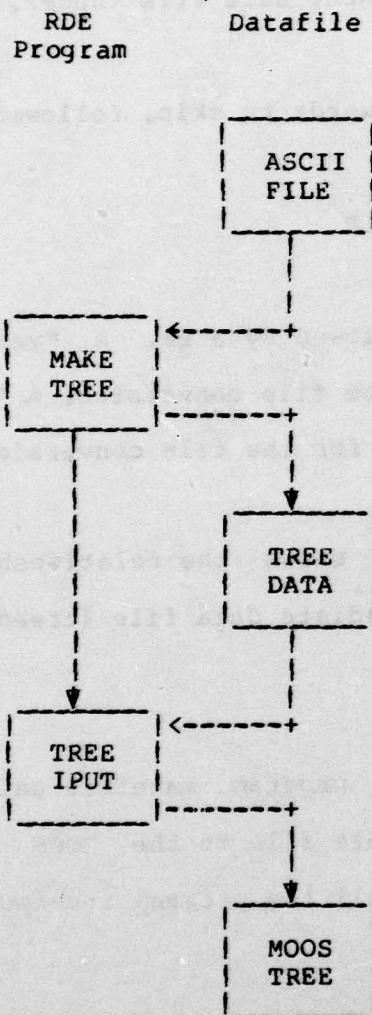 RDE Datafile
Program
ASCII
FILE
MAKE
TREE
TREE
DATA
TREE
IPUT
MOOS
TREE